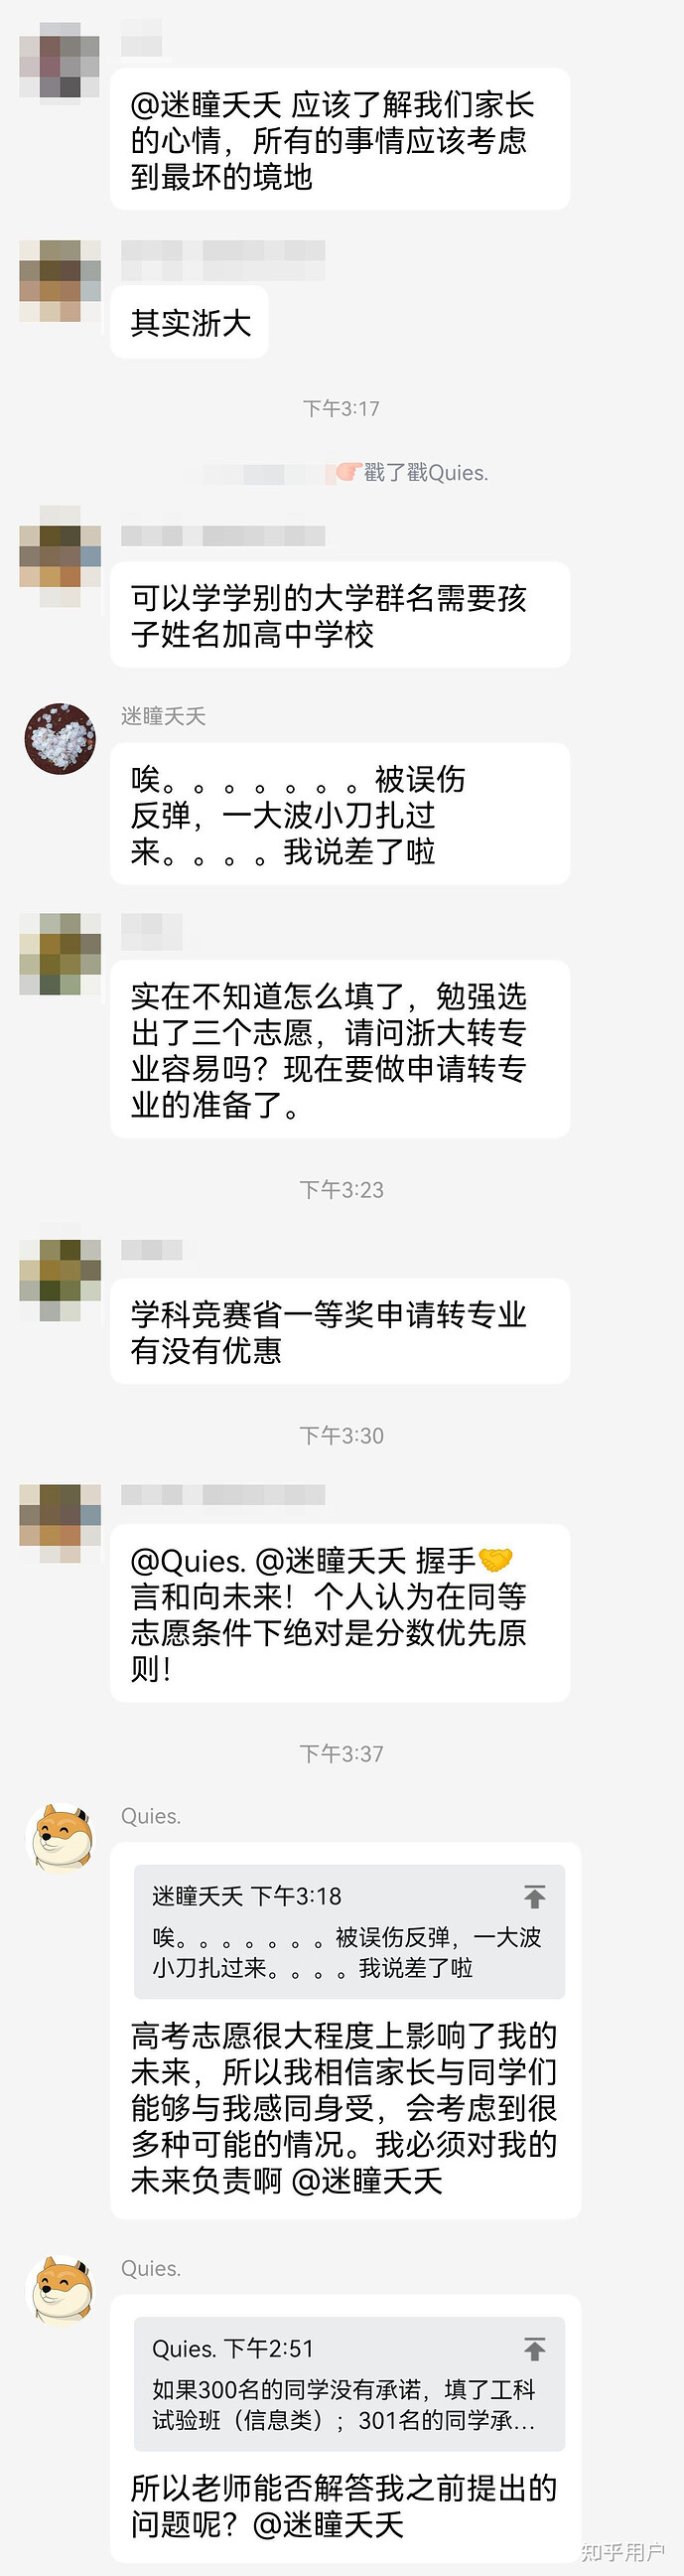 @迷瞳夭夭 应该了解我们家长
的心情，所有的事情应该考虑
到最坏的境地
其实浙大
下午3:17
戳了戳Quies.
可以学学别的大学群名需要孩
子姓名加高中学校
迷瞳夭夭
唉。。。。。。。被误伤
反弹，一大波小刀扎过
来。。。。我说差了啦
实在不知道怎么填了，勉强选
出了三个志愿，请问浙大转专
业容易吗？现在要做申请转专
业的准备了。
下午3:23
学科竞赛省一等奖申请转专业
有没有优惠
下午3:30
@Quies. @迷瞳夭夭 握手🤝
言和向未来！个人认为在同等
志愿条件下绝对是分数优先原
则！
下午3:37
Quies.
迷瞳夭夭 下午3:18
唉。。。。。。。被误伤反弹，一大波
小刀扎过来。。。。我说差了啦
高考志愿很大程度上影响了我的
未来，所以我相信家长与同学们
能够与我感同身受，会考虑到很
多种可能的情况。我必须对我的
未来负责啊 @迷瞳夭夭
Quies.
Quies. 下午2:51
如果300名的同学没有承诺，填了工科
试验班（信息类）；301名的同学承...
所以老师能否解答我之前提出的
问题呢？@迷瞳夭夭
知乎用户